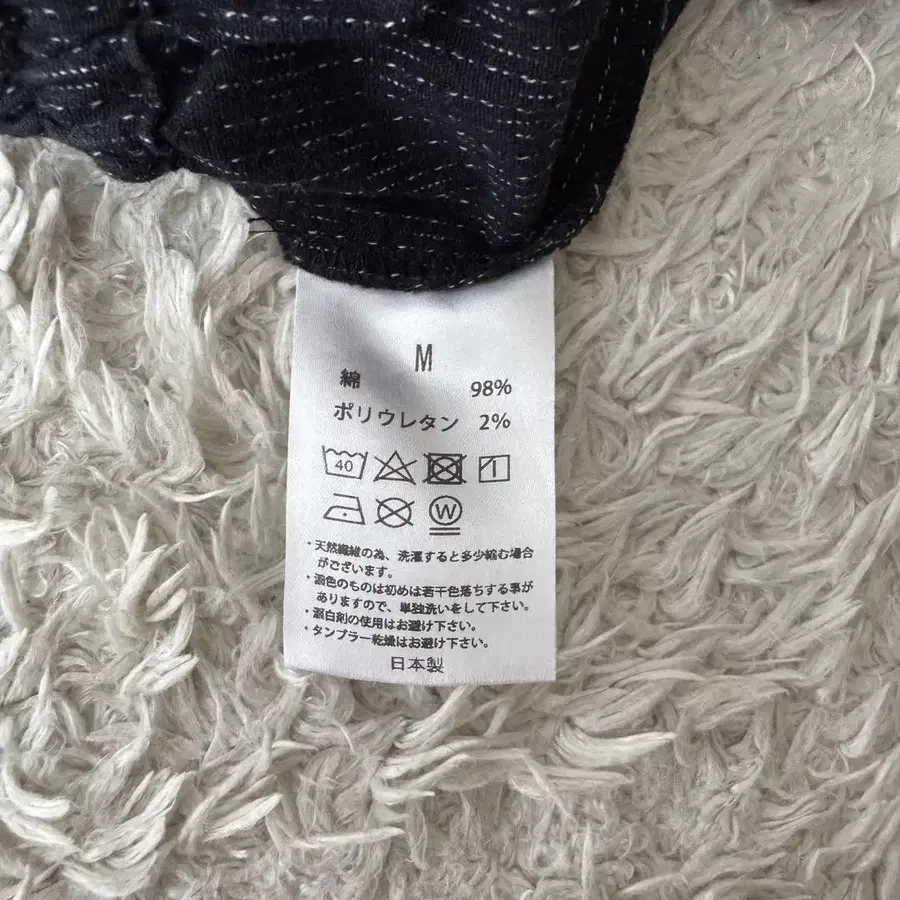 M
綿 98%
ポリウレタン 2%
40
W
・天然繊維の為、洗濯すると多少縮む場合
がございます。
・濃色のものは初めは若干色落ちする事が
ありますので、単独洗いをして下さい。
・漂白剤の使用はお避け下さい。
・タンブラー乾燥はお避け下さい。
日本製